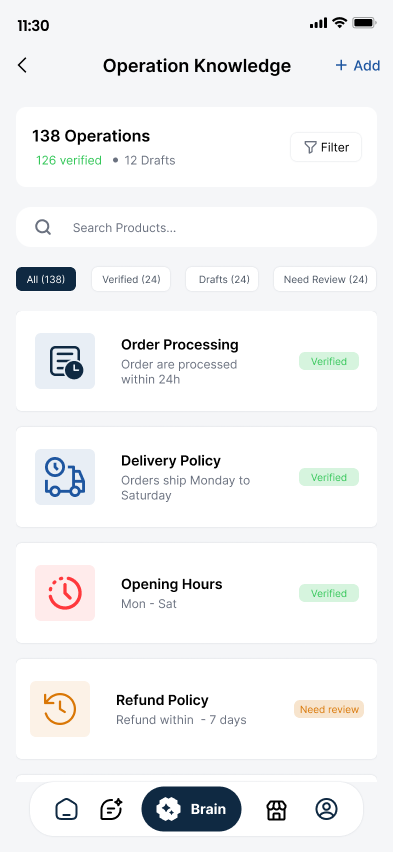 11:30
Operation Knowledge
+ Add
138 Operations
126 verified • 12 Drafts
Filter
Search Products...
All (138) Verified (24) Drafts (24) Need Review (24)
Order Processing
Order are processed
within 24h
Verified
Delivery Policy
Orders ship Monday to
Saturday
Verified
Opening Hours
Mon - Sat
Verified
Refund Policy
Refund within - 7 days
Need review
Brain